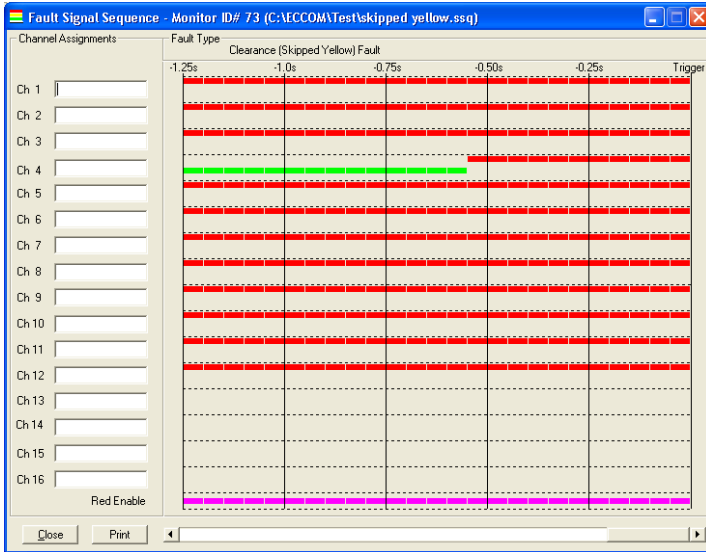 Fault Signal Sequence - Monitor ID# 73 (C:\ECCOM\Test\skipped yellow.ssq)
Channel Assignments
Fault Type
Clearance (Skipped Yellow) Fault
-1.25s -1.0s -0.75s -0.50s -0.25s Trigger
Ch 1
Ch 2
Ch 3
Ch 4
Ch 5
Ch 6
Ch 7
Ch 8
Ch 9
Ch 10
Ch 11
Ch 12
Ch 13
Ch 14
Ch 15
Ch 16
Red Enable
Close Print